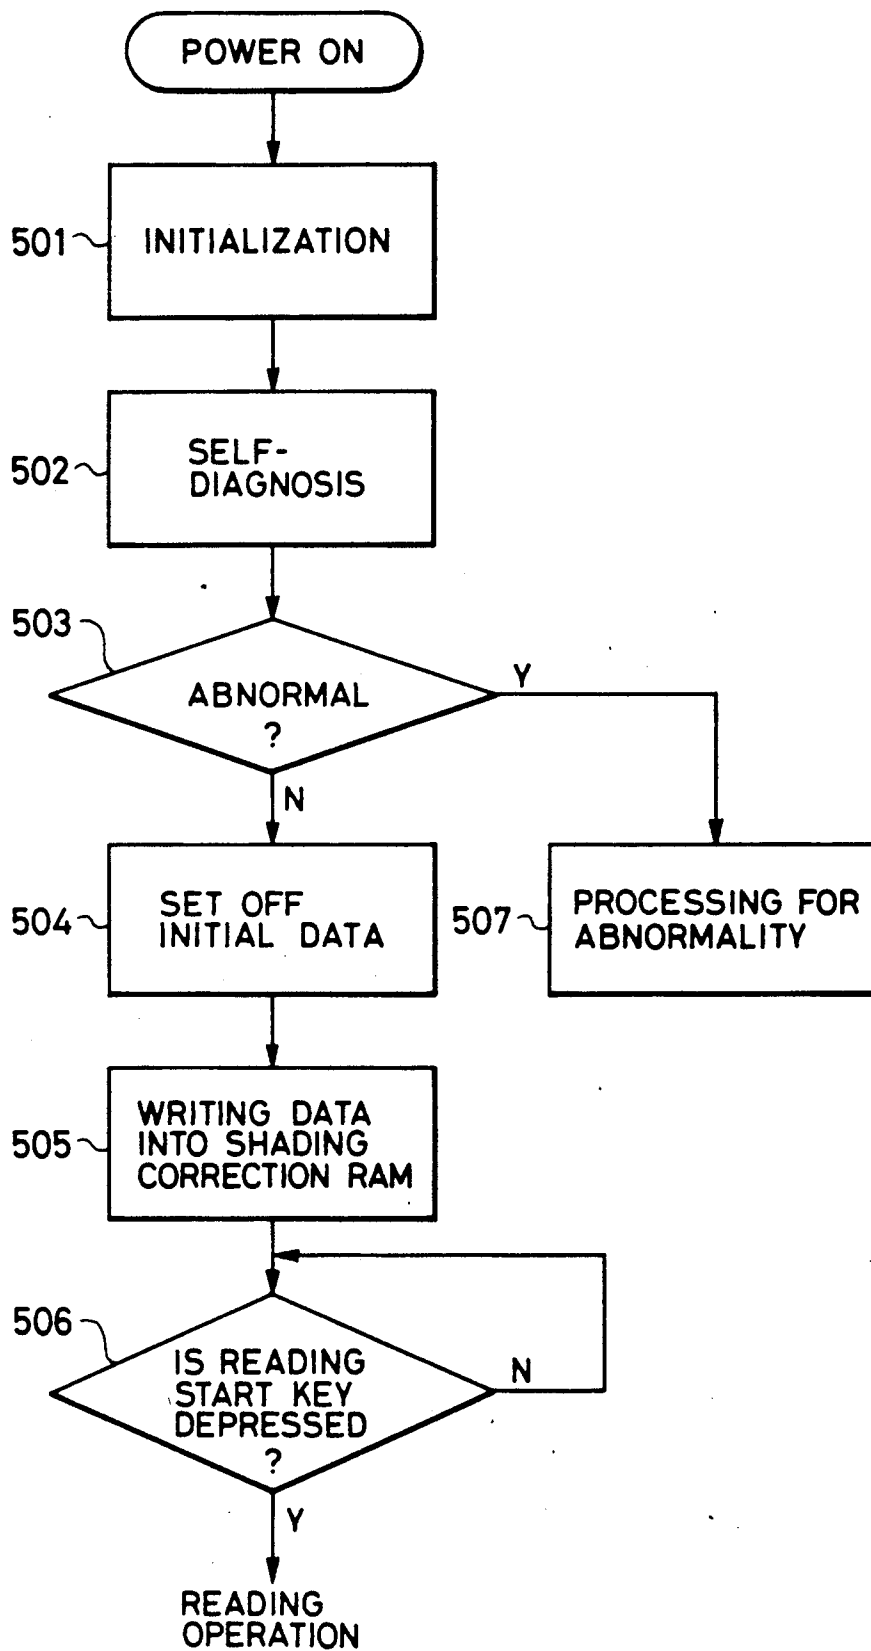 POWER ON
501
INITIALIZATION
502
SELF-
DIAGNOSIS
503
ABNORMAL
?
Y
N
504
SET OFF
INITIAL DATA
507
PROCESSING FOR
ABNORMALITY
505
WRITING DATA
INTO SHADING
CORRECTION RAM
506
IS READING
START KEY
DEPRESSED
?
N
Y
READING
OPERATION